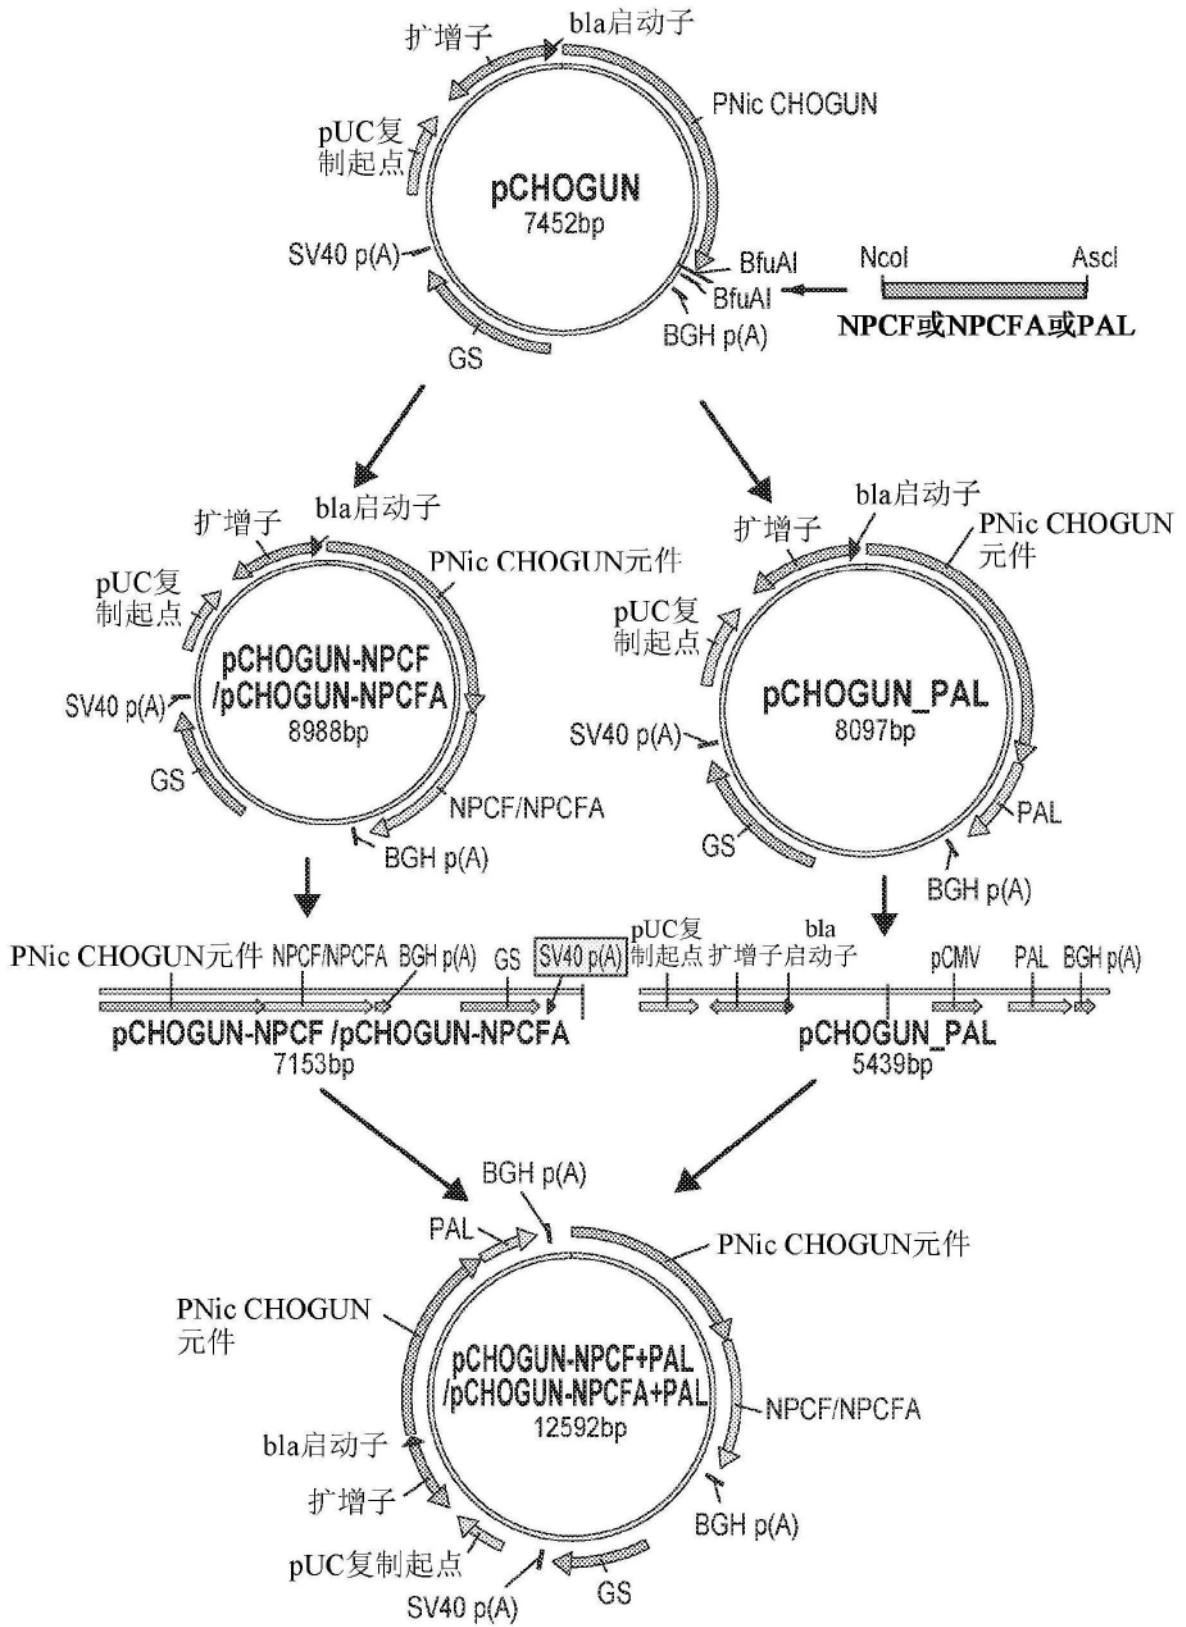 bla启动子
扩增子
PNic CHOGUN
pUC复
制起点
pCHOGUN
7452bp
SV40 p(A)
BfuAI
BfuAI
NcoI
AscI
NPCF或NPCFA或PAL
BGH p(A)
GS
bla启动子
扩增子
PNic CHOGUN元件
pUC复
制起点
pCHOGUN-NPCF
/pCHOGUN-NPCFA
8988bp
SV40 p(A)
GS
NPCF/NPCFA
BGH p(A)
bla启动子
扩增子
PNic CHOGUN
元件
pUC复
制起点
pCHOGUN_PAL
8097bp
SV40 p(A)
GS
PAL
BGH p(A)
PNic CHOGUN元件
NPCF/NPCFA
BGH p(A)
GS
SV40 p(A)
pCHOGUN-NPCF /pCHOGUN-NPCFA
7153bp
pUC复
制起点
扩增子
bla
启动子
pCMV
PAL
BGH p(A)
pCHOGUN_PAL
5439bp
BGH p(A)
PAL
PNic CHOGUN元件
PNic CHOGUN
元件
pCHOGUN-NPCF+PAL
/pCHOGUN-NPCFA+PAL
12592bp
NPCF/NPCFA
bla启动子
扩增子
BGH p(A)
pUC复制起点
SV40 p(A)
GS